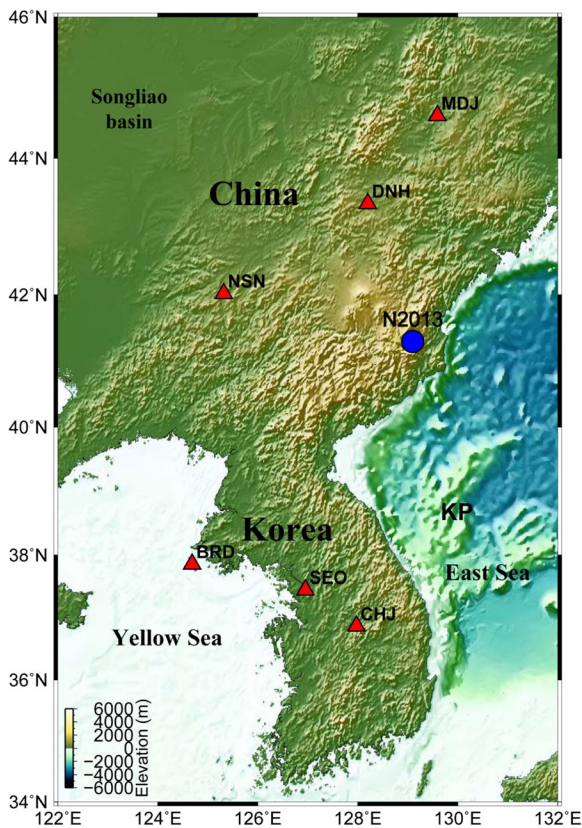 46°N
Songliao
basin
MDJ
44°N
China
DNH
NSN
42°N
N2013
40°N
Korea
KP
BRD
38°N
SEO
East Sea
CHJ
Yellow Sea
36°N
6000
4000
2000
0
−2000
−4000
−6000
Elevation (m)
34°N
122°E
124°E
126°E
128°E
130°E
132°E